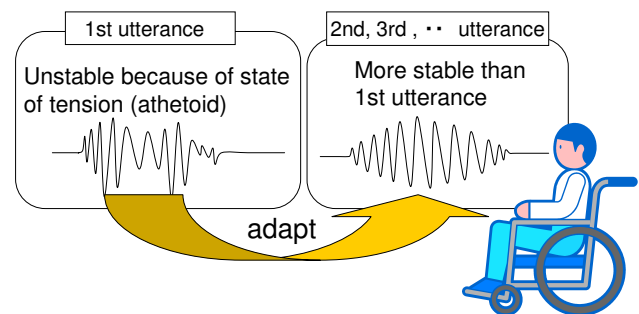 1st utterance
Unstable because of state
of tension (athetoid)
2nd, 3rd , ･･ utterance
More stable than
1st utterance
adapt